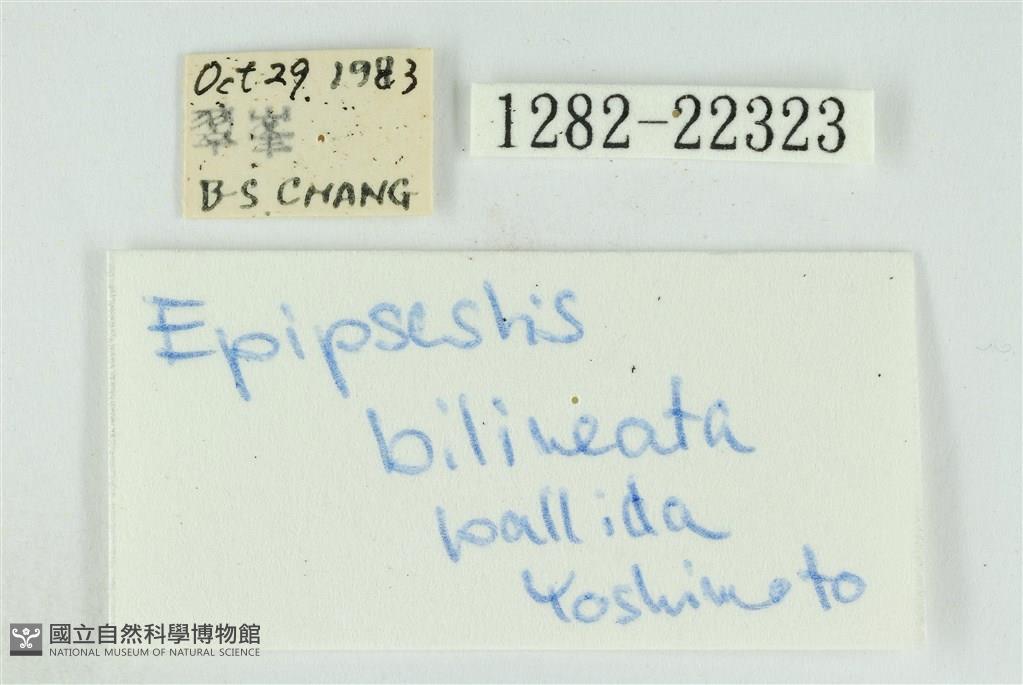 Oct 29. 1983
翠峯
B-S CHANG
1282-22323
Epipsestis
bilineata
pallida
Yoshimoto
國立自然科學博物館
NATIONAL MUSEUM OF NATURAL SCIENCE